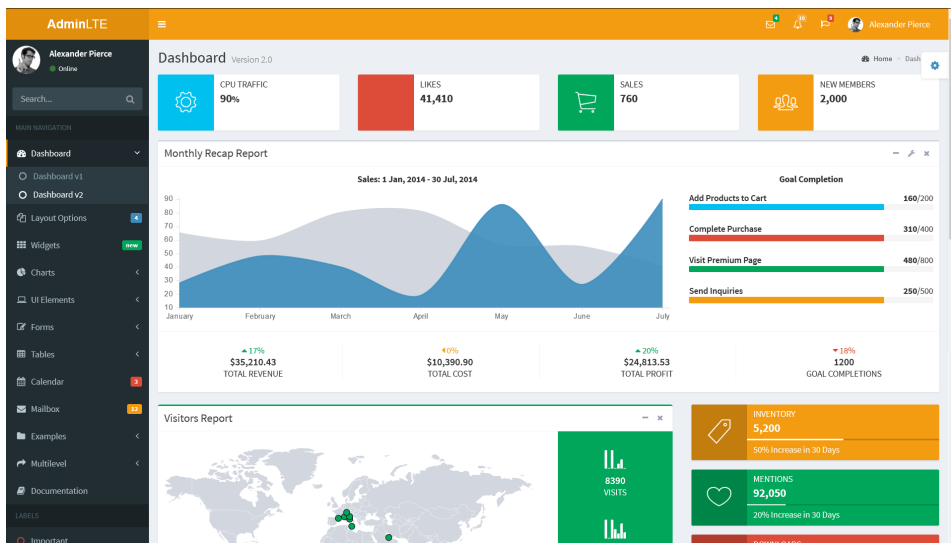 AdminLTE
4
10
9
Alexander Pierce
Alexander Pierce
Online
Search...
MAIN NAVIGATION
Dashboard
Dashboard v1
Dashboard v2
Layout Options
4
Widgets
new
Charts
UI Elements
Forms
Tables
Calendar
3
Mailbox
12
Examples
Multilevel
Documentation
LABELS
Important
Dashboard Version 2.0
Home > Dash
CPU TRAFFIC
90%
LIKES
41,410
SALES
760
NEW MEMBERS
2,000
Monthly Recap Report
Sales: 1 Jan, 2014 - 30 Jul, 2014
90
80
70
60
50
40
30
20
10
January February March April May June July
Goal Completion
Add Products to Cart 160/200
Complete Purchase 310/400
Visit Premium Page 480/800
Send Inquiries 250/500
17%
$35,210.43
TOTAL REVENUE
0%
$10,390.90
TOTAL COST
20%
$24,813.53
TOTAL PROFIT
18%
1200
GOAL COMPLETIONS
Visitors Report
8390
VISITS
INVENTORY
5,200
50% Increase in 30 Days
MENTIONS
92,050
20% Increase in 30 Days
DOWNLOADS